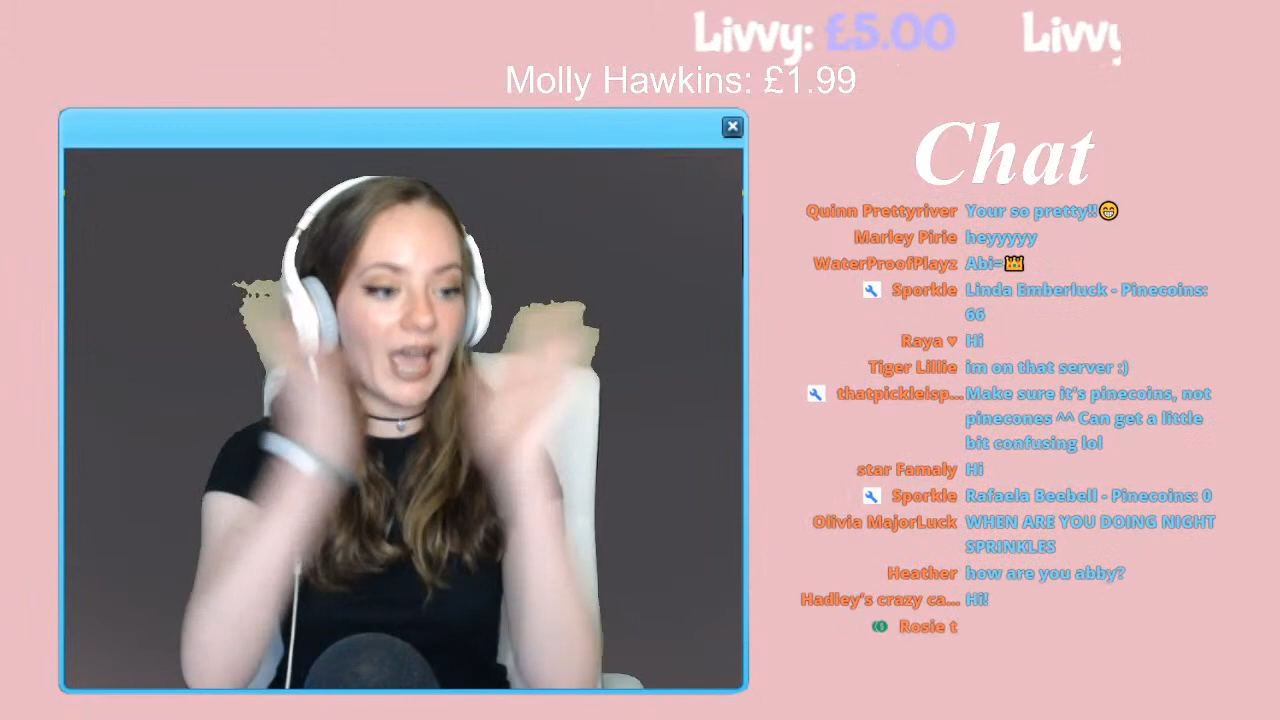 Livvy: £5.00 Livvy
Molly Hawkins: £1.99
Chat
Quinn Prettyriver Your so pretty!!😁
Marley Pirie heyyyyy
WaterProofPlayz Abi=👑
Sporkle Linda Emberluck - Pinecoins:
66
Raya ♥ Hi
Tiger Lillie im on that server :)
thatpickleisp... Make sure it's pinecoins, not
pinecones ^^ Can get a little
bit confusing lol
star Famaly Hi
Sporkle Rafaela Beebell - Pinecoins: 0
Olivia MajorLuck WHEN ARE YOU DOING NIGHT
SPRINKLES
Heather how are you abby?
Hadley's crazy ca... Hi!
Rosie t